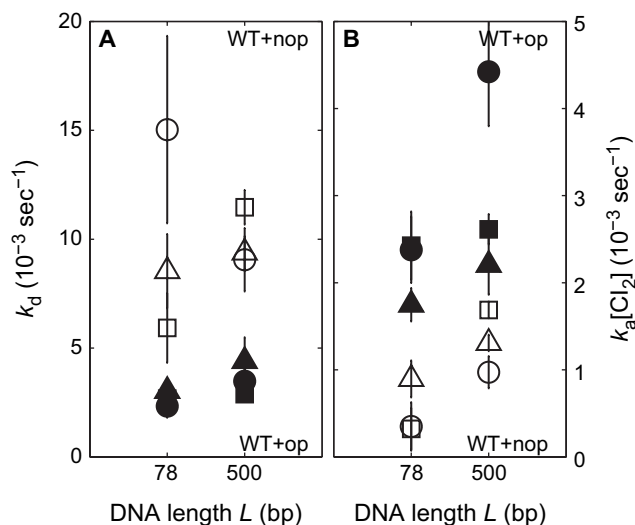 A
WT+nop
B
WT+op
20
15
10
5
0
k_d (10⁻³ sec⁻¹)
WT+op
WT+nop
5
4
3
2
1
0
k_a[CI₂] (10⁻³ sec⁻¹)
78
500
78
500
DNA length L (bp)
DNA length L (bp)